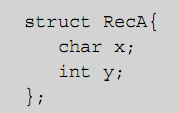 struct RecA{
char x;
int y;
};